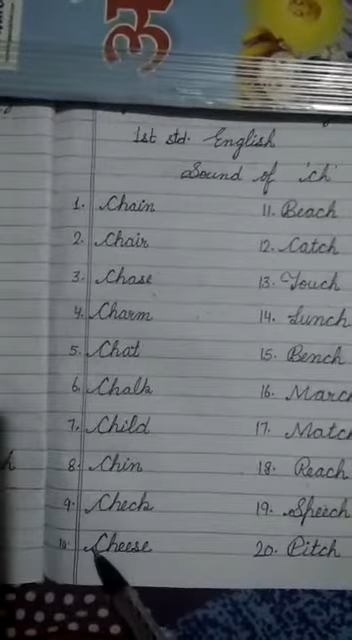 1st std. English
Sound of 'ch'
1. Chain 11. Beach
2. Chair 12. Catch
3. Chase 13. Touch
4. Charm 14. Lunch
5. Chat 15. Bench
6. Chalk 16. Marc
7. Child 17. Matc
8. Chin 18. Reach
9. Check 19. Speech
10. Cheese 20. Pitch